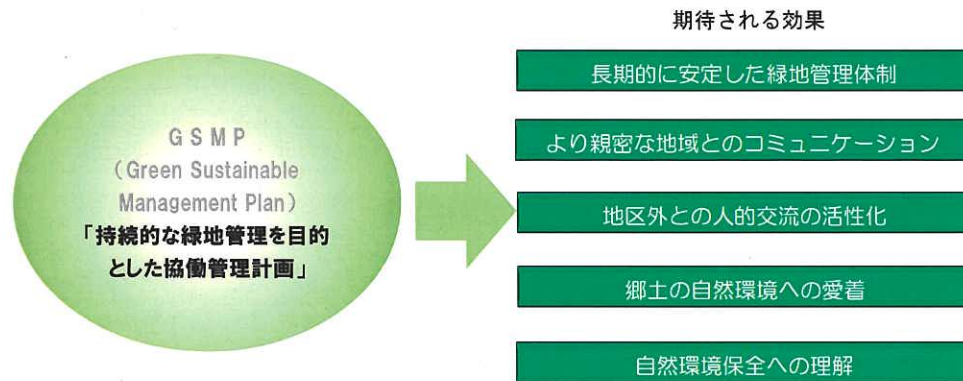 期待される効果
GSMP
（Green Sustainable
Management Plan）
「持続的な緑地管理を目的
とした協働管理計画」
長期的に安定した緑地管理体制
より親密な地域とのコミュニケーション
地区外との人的交流の活性化
郷土の自然環境への愛着
自然環境保全への理解